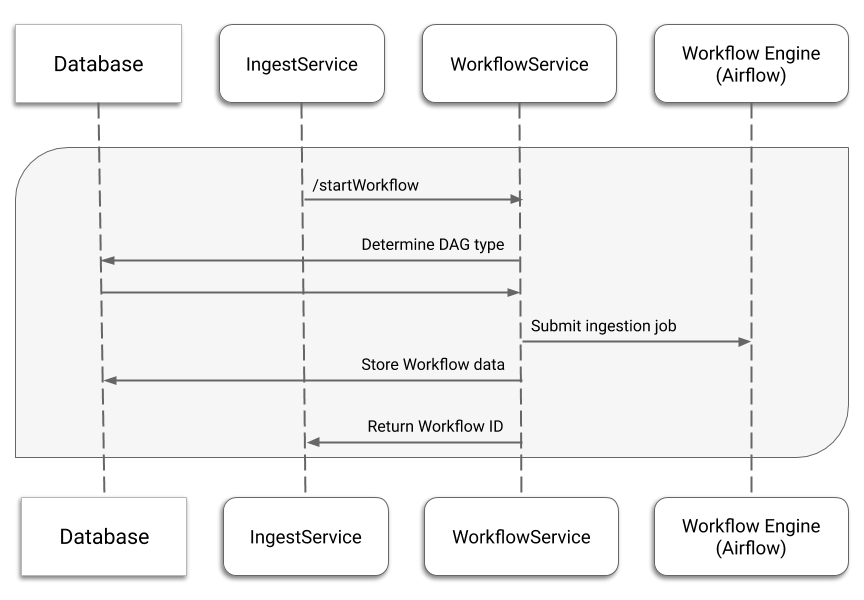 Database
IngestService
WorkflowService
Workflow Engine
(Airflow)
/startWorkflow
Determine DAG type
Submit ingestion job
Store Workflow data
Return Workflow ID
Database
IngestService
WorkflowService
Workflow Engine
(Airflow)